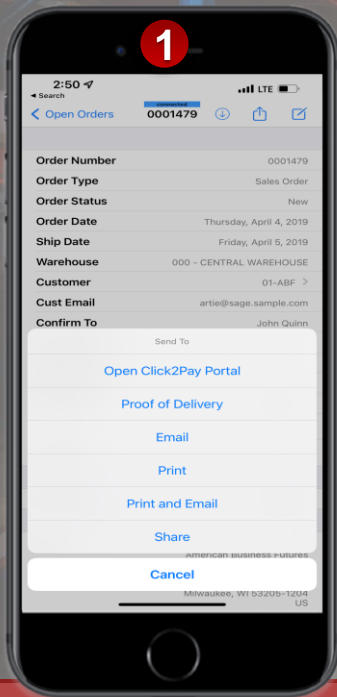 1
2:50
LTE
◄ Search
connected
Open Orders
0001479
Order Number 0001479
Order Type Sales Order
Order Status New
Order Date Thursday, April 4, 2019
Ship Date Friday, April 5, 2019
Warehouse 000 - CENTRAL WAREHOUSE
Customer 01-ABF >
Cust Email artie@sage.sample.com
Confirm To John Quinn
Send To
Open Click2Pay Portal
Proof of Delivery
Email
Print
Print and Email
Share
American Business Futures
Cancel
Milwaukee, WI 53205-1204
US